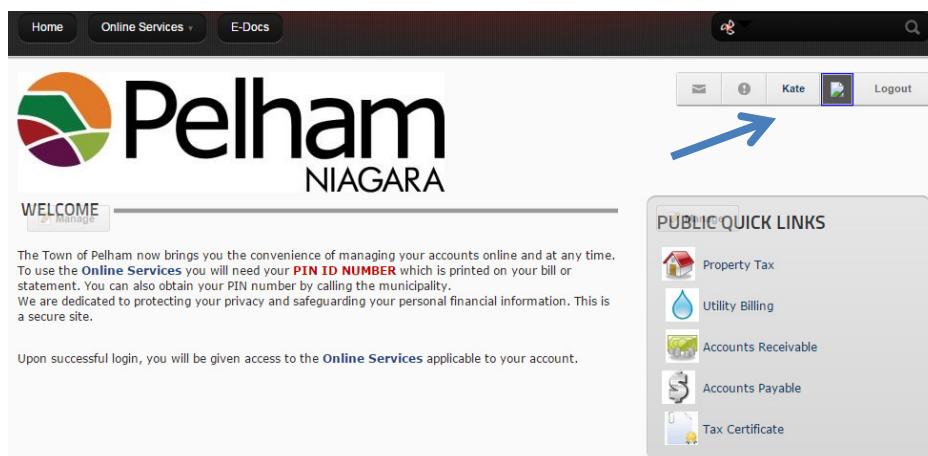 Home Online Services E-Docs
Kate Logout
Pelham
NIAGARA
WELCOME
Manage
The Town of Pelham now brings you the convenience of managing your accounts online and at any time.
To use the Online Services you will need your PIN ID NUMBER which is printed on your bill or
statement. You can also obtain your PIN number by calling the municipality.
We are dedicated to protecting your privacy and safeguarding your personal financial information. This is
a secure site.
Upon successful login, you will be given access to the Online Services applicable to your account.
PUBLIC QUICK LINKS
Manage
Property Tax
Utility Billing
Accounts Receivable
Accounts Payable
Tax Certificate